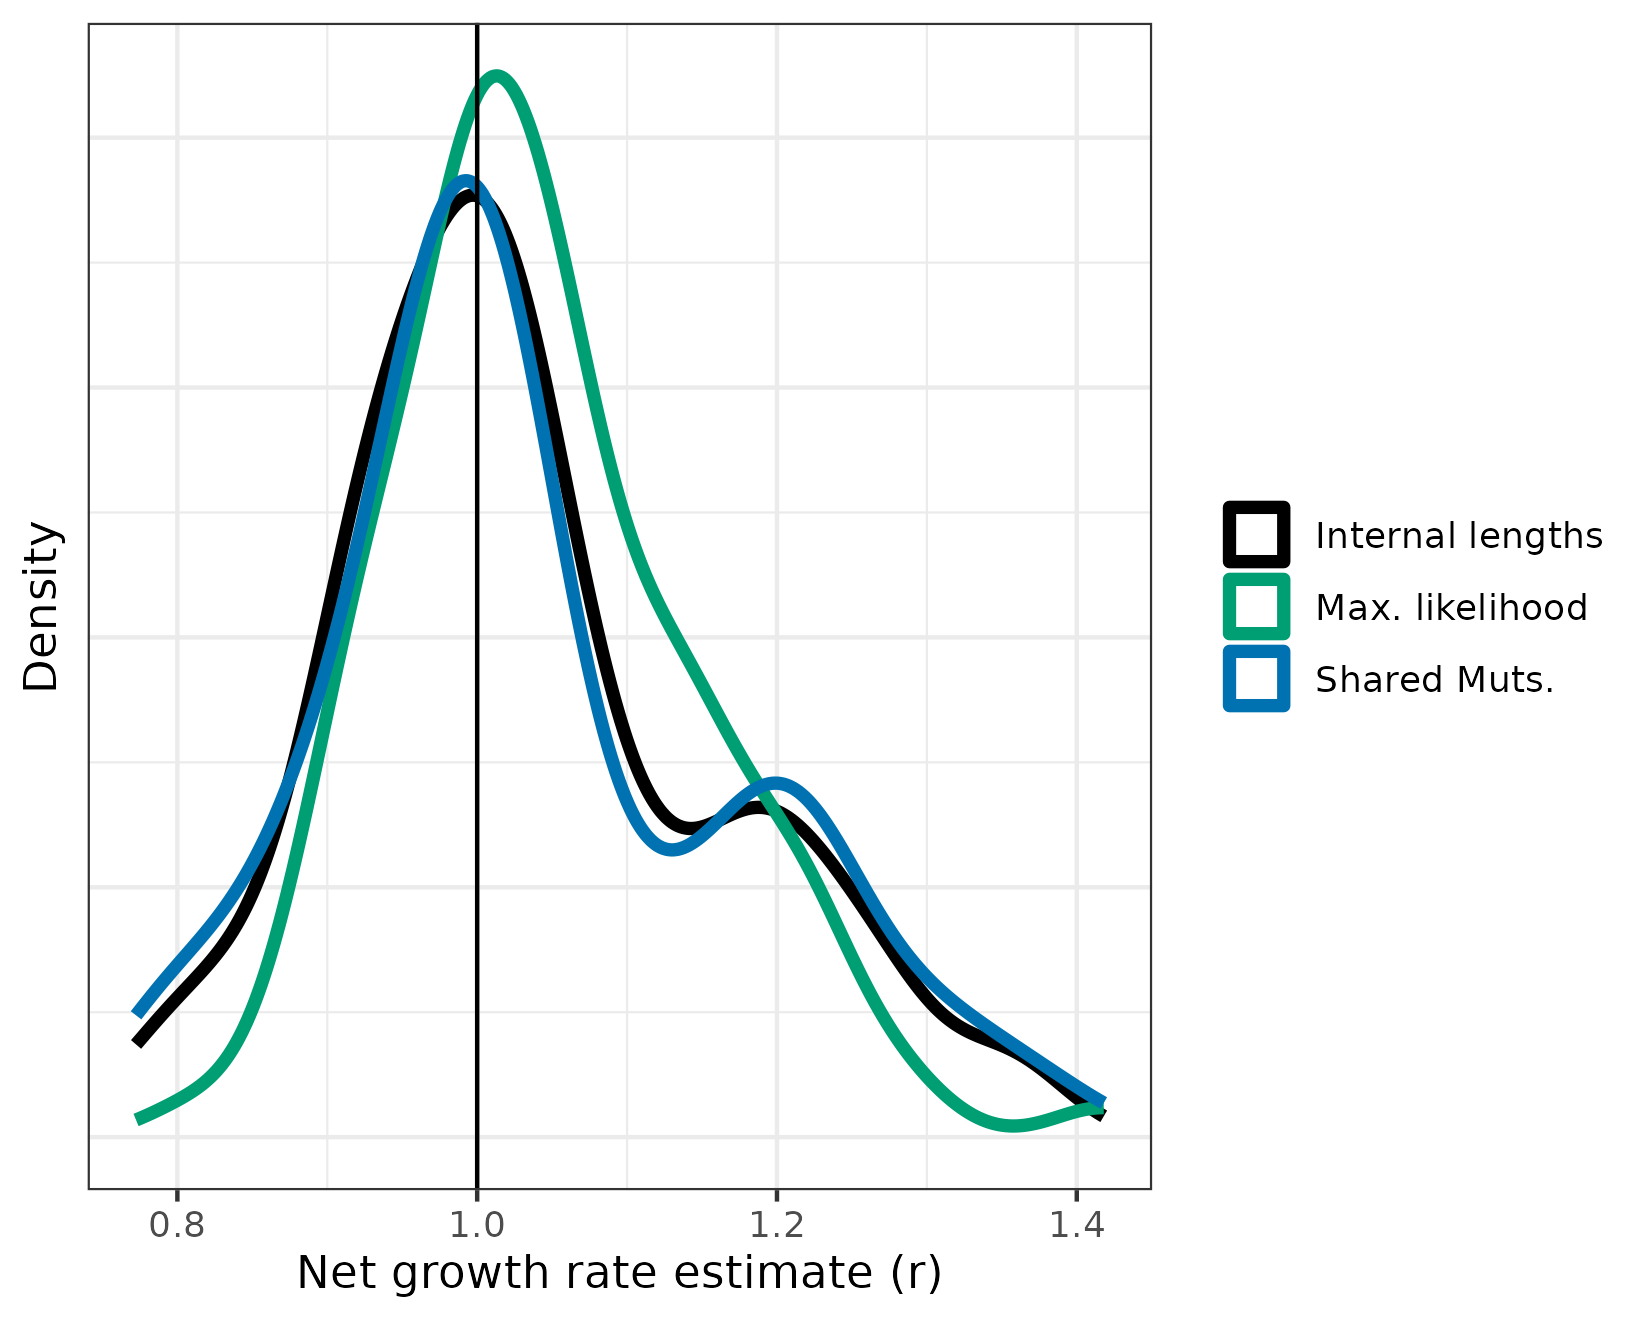 Density
0.8 1.0 1.2 1.4
Net growth rate estimate (r)
Internal lengths
Max. likelihood
Shared Muts.